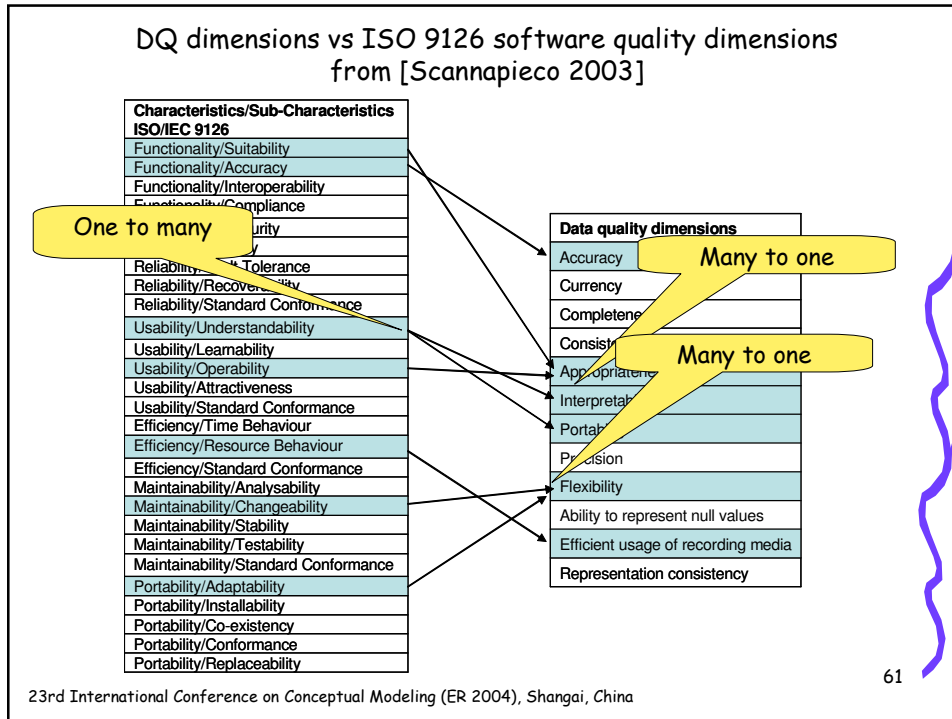 DQ dimensions vs ISO 9126 software quality dimensions
from [Scannapieco 2003]
Characteristics/Sub-Characteristics
ISO/IEC 9126
Functionality/Suitability
Functionality/Accuracy
Functionality/Interoperability
Functionality/Compliance
Reliability/Recoverability
Reliability/Standard Conformance
Usability/Understandability
Usability/Learnability
Usability/Operability
Usability/Attractiveness
Usability/Standard Conformance
Efficiency/Time Behaviour
Efficiency/Resource Behaviour
Efficiency/Standard Conformance
Maintainability/Analysability
Maintainability/Changeability
Maintainability/Stability
Maintainability/Testability
Maintainability/Standard Conformance
Portability/Adaptability
Portability/Installability
Portability/Co-existency
Portability/Conformance
Portability/Replaceability
One to many
Data quality dimensions
Accuracy
Currency
Many to one
Many to one
Precision
Flexibility
Ability to represent null values
Efficient usage of recording media
Representation consistency
61
23rd International Conference on Conceptual Modeling (ER 2004), Shangai, China